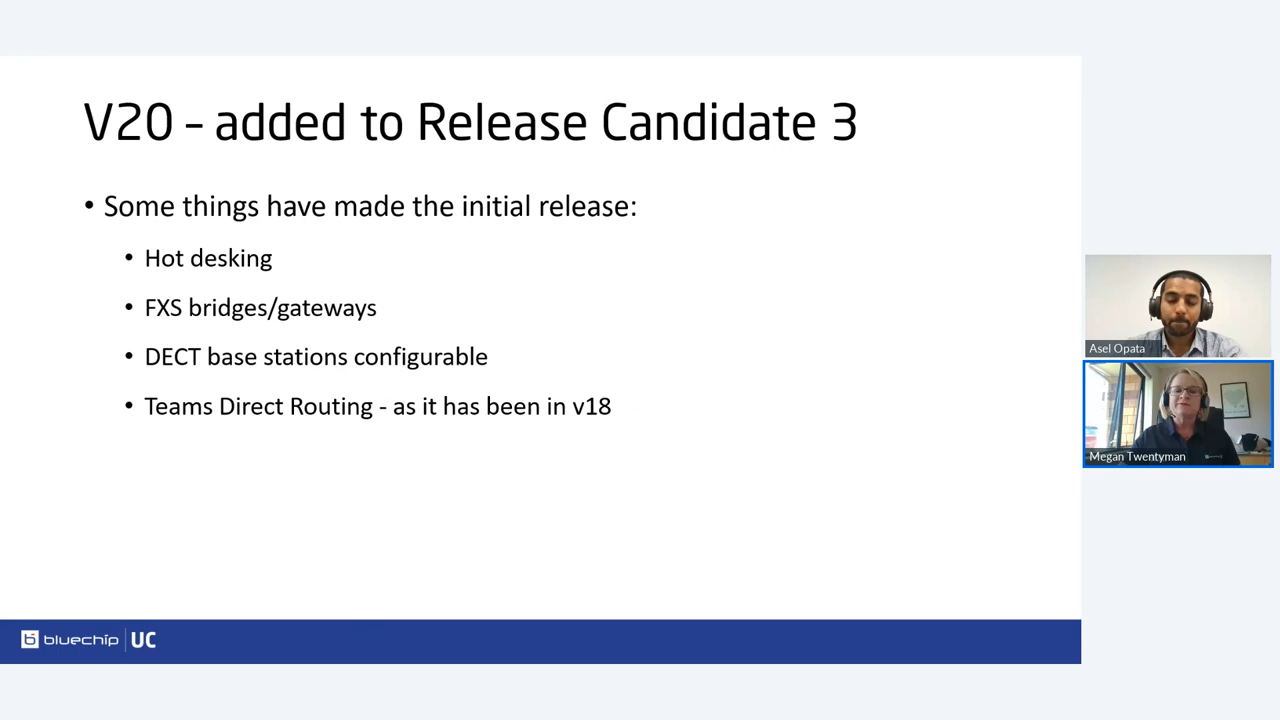 V20 – added to Release Candidate 3
• Some things have made the initial release:
• Hot desking
• FXS bridges/gateways
• DECT base stations configurable
• Teams Direct Routing - as it has been in v18
Asel Opata
Megan Twentyman
bluechip UC